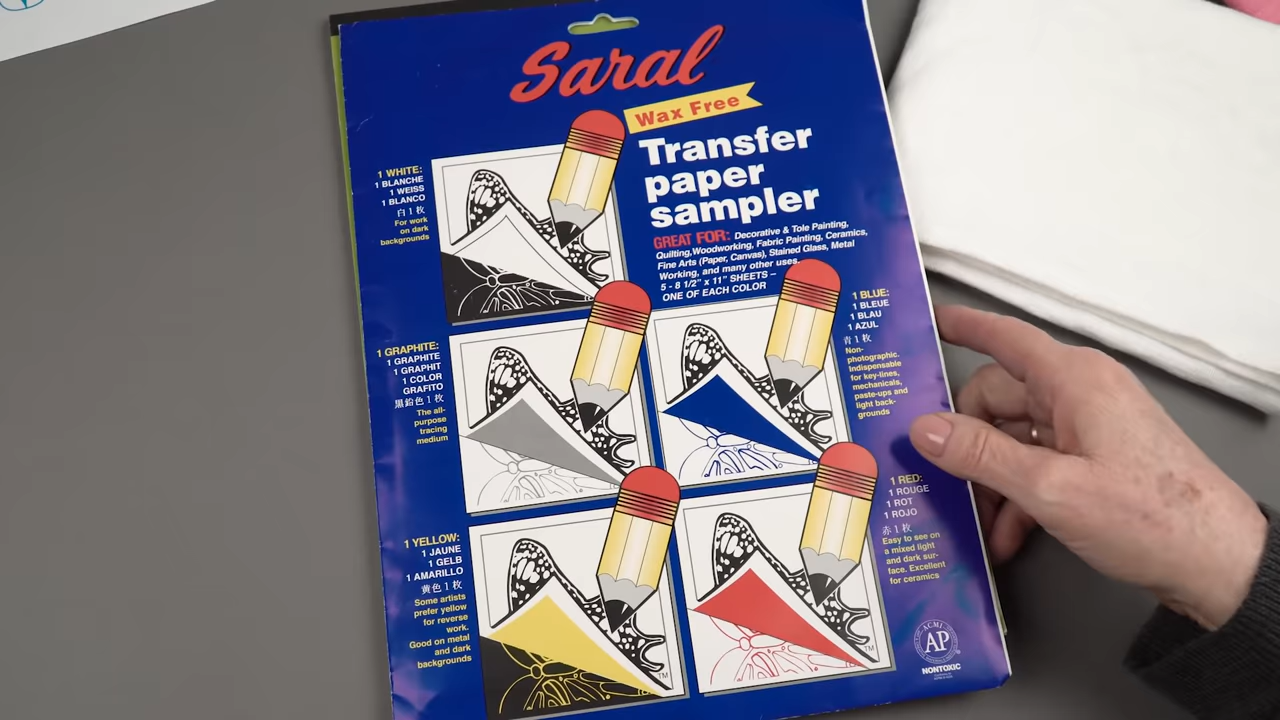 Saral
Wax Free
Transfer
paper
sampler
GREAT FOR: Decorative & Tole Painting,
Quilting, Woodworking, Fabric Painting, Ceramics,
Fine Arts (Paper, Canvas), Stained Glass, Metal
Working, and many other uses.
5 - 8 1/2" x 11" SHEETS –
ONE OF EACH COLOR
1 WHITE:
1 BLANCHE
1 WEISS
1 BLANCO
白1枚
For work
on dark
backgrounds
1 GRAPHITE:
1 GRAPHITE
1 GRAPHIT
1 COLOR
GRAFITO
黒鉛色1枚
The all-
purpose
tracing
medium
1 BLUE:
1 BLEUE
1 BLAU
1 AZUL
青1枚
Non-
photographic.
Indispensable
for key-lines,
mechanicals,
paste-ups and
light back-
grounds
1 YELLOW:
1 JAUNE
1 GELB
1 AMARILLO
黄色1枚
Some artists
prefer yellow
for reverse
work.
Good on metal
and dark
backgrounds
TM
1 RED:
1 ROUGE
1 ROT
1 ROJO
赤1枚
Easy to see on
a mixed light
and dark sur-
face. Excellent
for ceramics
TM
ACMI
AP
NONTOXIC